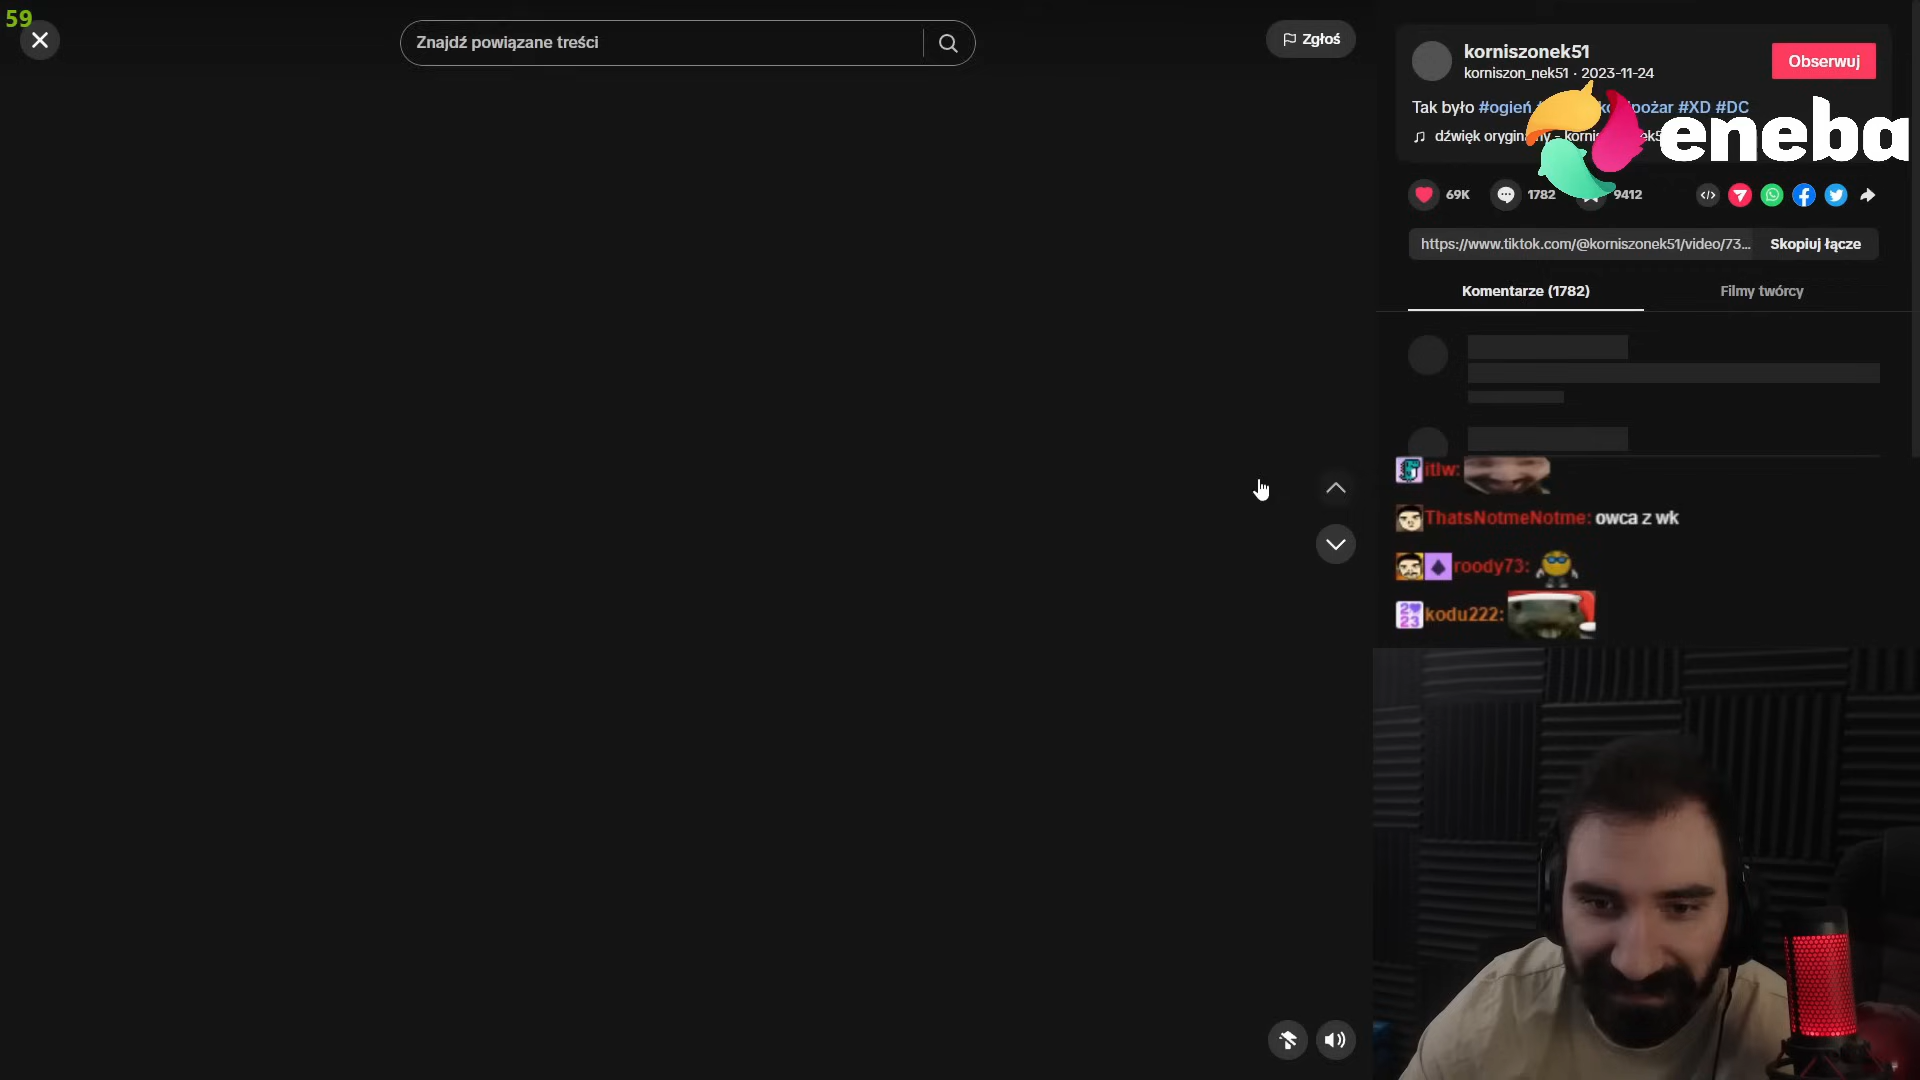 59
Znajdź powiązane treści
Zgłoś
korniszonek51
korniszon_nek51 · 2023-11-24
Obserwuj
Tak było #ogień #XD #DC
eneba
dźwięk
69K
1782
9412
https://www.tiktok.com/@korniszonek51/video/73...
Skopiuj łącze
Komentarze (1782)
Filmy twórcy
itlw:
ThatsNotmeNotme: owca z wk
roody73:
kodu222: